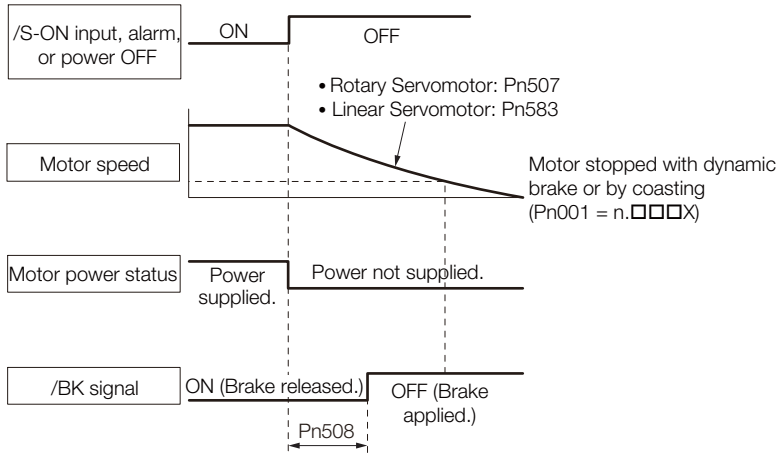 /S-ON input, alarm,
or power OFF
ON
OFF
• Rotary Servomotor: Pn507
• Linear Servomotor: Pn583
Motor speed
Motor stopped with dynamic
brake or by coasting
(Pn001 = n.□□□X)
Motor power status
Power
supplied.
Power not supplied.
/BK signal
ON (Brake released.)
OFF (Brake
applied.)
Pn508